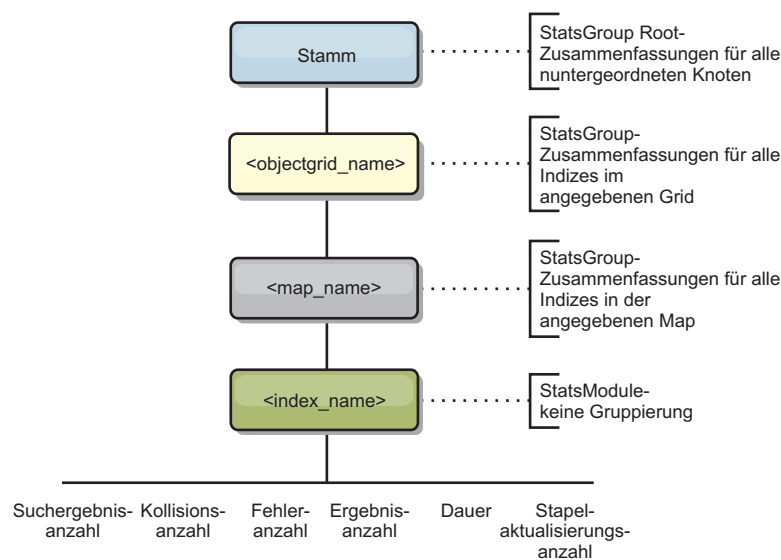 Stamm
StatsGroup Root-
Zusammenfassungen für alle
nuntergeordneten Knoten
<objectgrid_name>
StatsGroup-
Zusammenfassungen für alle
Indizes im
angegebenen Grid
<map_name>
StatsGroup-
Zusammenfassungen für alle
Indizes in der
angegebenen Map
<index_name>
StatsModule-
keine Gruppierung
Suchergebnis-
anzahl
Kollisions-
anzahl
Fehler-
anzahl
Ergebnis-
anzahl
Dauer
Stapel-
aktualisierungs-
anzahl